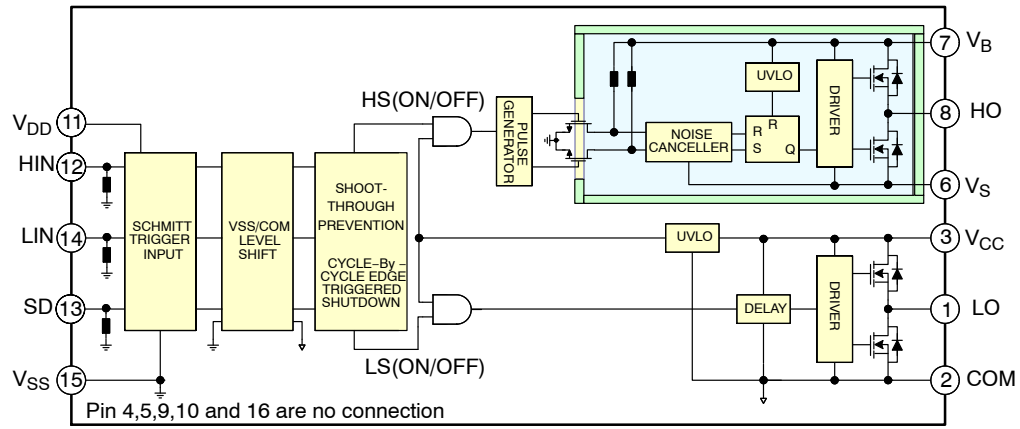 7
VB
UVLO
HS(ON/OFF)
PULSE
GENERATOR
DRIVER
VDD
11
8
HO
R
R
S
Q
NOISE
CANCELLER
HIN
12
SHOOT-
THROUGH
PREVENTION
CYCLE-By -
CYCLE EDGE
TRIGGERED
SHUTDOWN
6
VS
SCHMITT
TRIGGER
INPUT
VSS/COM
LEVEL
SHIFT
LIN
14
UVLO
3
VCC
SD
13
DELAY
DRIVER
1
LO
LS(ON/OFF)
VSS
15
2
COM
Pin 4,5,9,10 and 16 are no connection